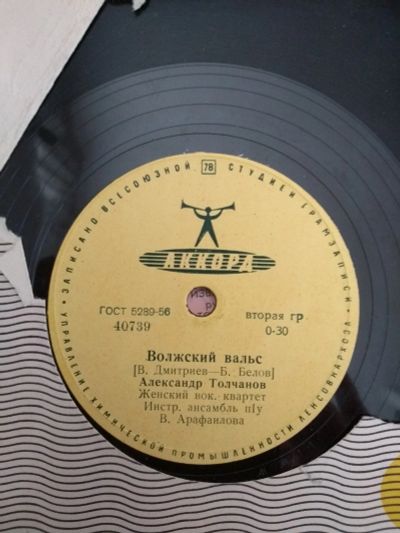 ЗАПИСАНО ВСЕСОЮЗНОЙ 78 СТУДИЕЙ ГРАМЗАПИСИ
АККОРД
ГОСТ 5289-56
40739
вторая гр
0-30
Волжский вальс
[В. Дмитриев—Б. Белов]
Александр Толчанов
Женский вок. квартет
Инстр. ансамбль п/у
В. Арафаилова
УПРАВЛЕНИЕ ХИМИЧЕСКОЙ ПРОМЫШЛЕННОСТИ ЛЕНСОВНАРХОЗА